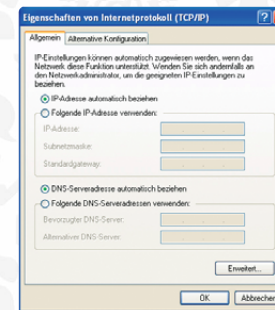 Eigenschaften von Internetprotokoll (TCP/IP)
Allgemein Alternative Konfiguration
IP-Einstellungen können automatisch zugewiesen werden, wenn das
Netzwerk diese Funktion unterstützt. Wenden Sie sich andernfalls an
den Netzwerkadministrator, um die geeigneten IP-Einstellungen zu
beziehen.
IP-Adresse automatisch beziehen
Folgende IP-Adresse verwenden:
IP-Adresse:
Subnetzmaske:
Standardgateway:
DNS-Serveradresse automatisch beziehen
Folgende DNS-Serveradressen verwenden:
Bevorzugter DNS-Server:
Alternativer DNS-Server:
Erweitert...
OK Abbrechen